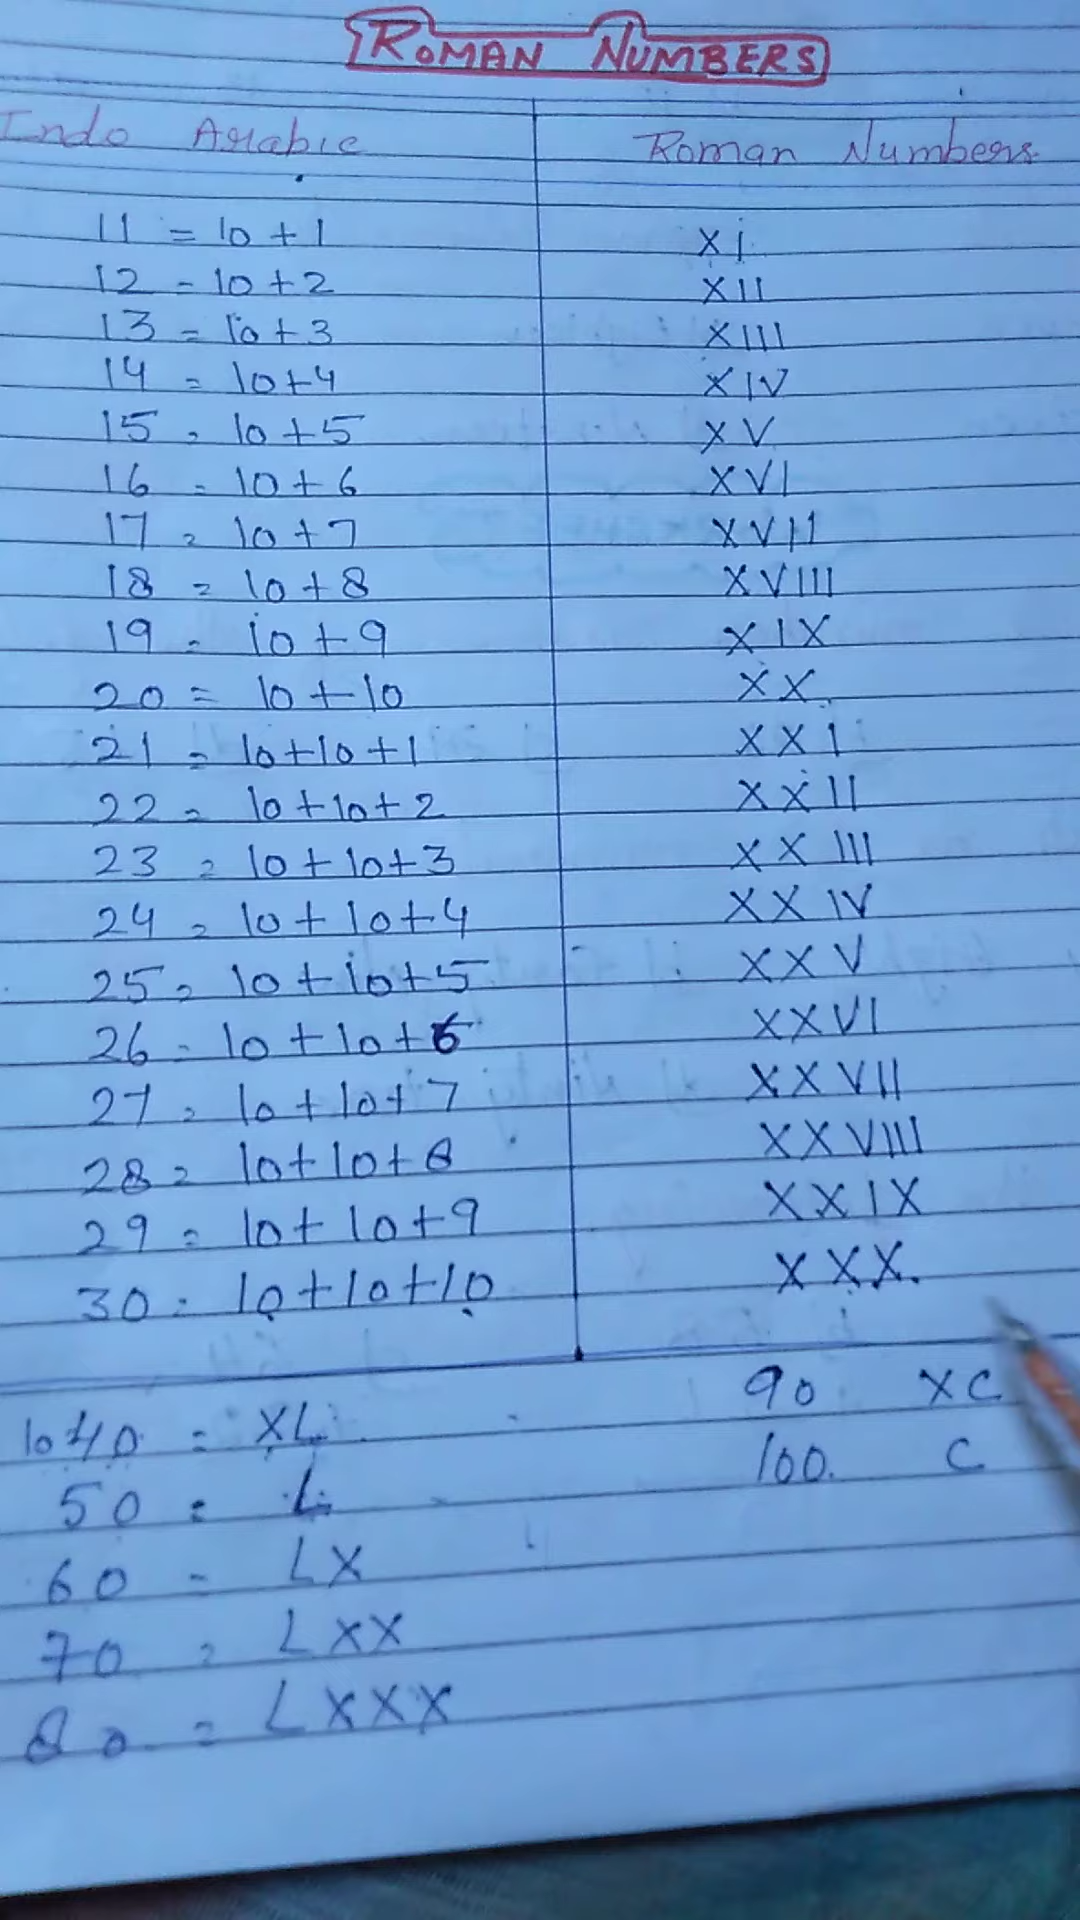 ROMAN NUMBERS
Indo Arabic Roman Numbers
11 = 10 + 1 XI
12 = 10 + 2 XII
13 = 10 + 3 XIII
14 = 10 + 4 XIV
15 = 10 + 5 XV
16 = 10 + 6 XVI
17 = 10 + 7 XVII
18 = 10 + 8 XVIII
19 = 10 + 9 XIX
20 = 10 + 10 XX
21 = 10 + 10 + 1 XXI
22 = 10 + 10 + 2 XXII
23 = 10 + 10 + 3 XXIII
24 = 10 + 10 + 4 XXIV
25 = 10 + 10 + 5 XXV
26 = 10 + 10 + 6 XXVI
27 = 10 + 10 + 7 XXVII
28 = 10 + 10 + 8 XXVIII
29 = 10 + 10 + 9 XXIX
30 = 10 + 10 + 10 XXX.
10 40 = XL 90 XC
50 = L 100. C
60 = LX
70 = LXX
80 = LXXX